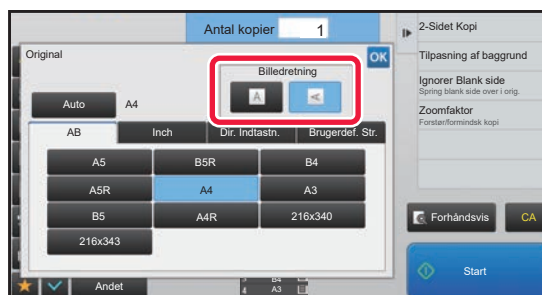 Antal kopier 1
2-Sidet Kopi
Original
OK
Tilpasning af baggrund
Billedretning
A A
Ignorer Blank side
Spring blank side over i orig.
Auto A4
Zoomfaktor
Forstør/formindsk kopi
AB Inch Dir. Indtastn. Brugerdef. Str.
A5 B5R B4
A5R A4 A3
B5 A4R 216x340
Forhåndsvis CA
216x343
Start
Andet
B4
4 A3